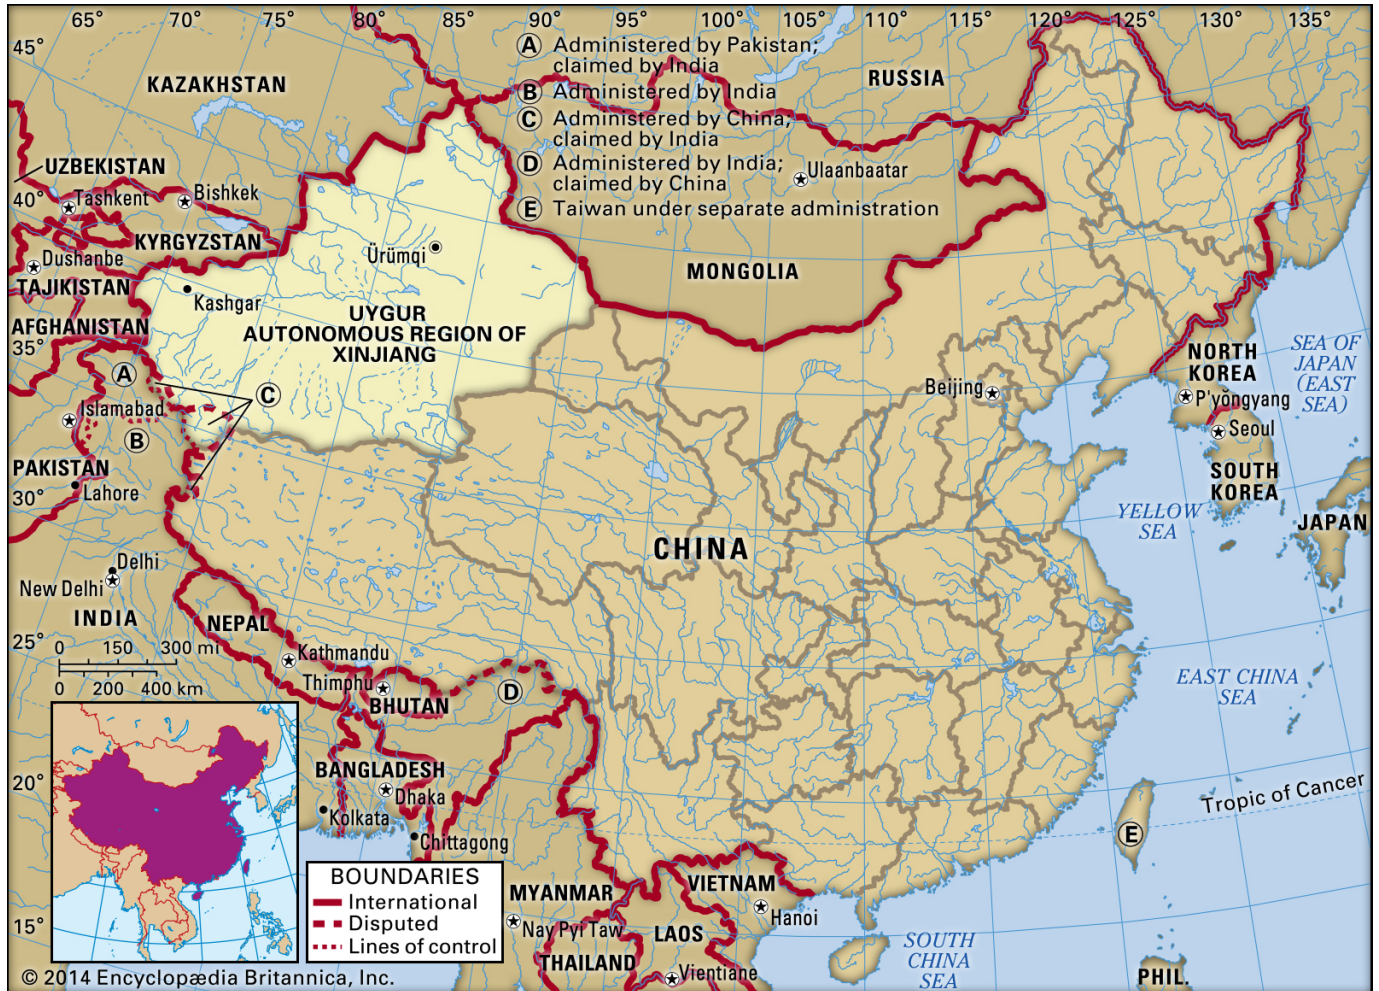 65° 70° 75° 80° 85° 90° 95° 100° 105° 110° 115° 120° 125° 130° 135°
45°
40°
35°
30°
25°
20°
15°
A Administered by Pakistan;
claimed by India
B Administered by India
C Administered by China;
claimed by India
D Administered by India;
claimed by China
E Taiwan under separate administration
KAZAKHSTAN
RUSSIA
UZBEKISTAN
Tashkent
Bishkek
Ulaanbaatar
KYRGYZSTAN
Dushanbe
TAJIKISTAN
Ürümqi
MONGOLIA
Kashgar
AFGHANISTAN
UYGUR
AUTONOMOUS REGION OF
XINJIANG
A
B
C
Islamabad
PAKISTAN
Lahore
Beijing
NORTH
KOREA
P'yŏngyang
Seoul
SOUTH
KOREA
SEA OF
JAPAN
(EAST
SEA)
YELLOW
SEA
JAPAN
CHINA
Delhi
New Delhi
INDIA
NEPAL
Kathmandu
Thimphu
BHUTAN
D
EAST CHINA
SEA
0 150 300 mi
0 200 400 km
BANGLADESH
Dhaka
Kolkata
Chittagong
Tropic of Cancer
E
MYANMAR
Nay Pyi Taw
VIETNAM
Hanoi
LAOS
THAILAND
Vientiane
SOUTH
CHINA
SEA
PHIL.
BOUNDARIES
International
Disputed
Lines of control
© 2014 Encyclopædia Britannica, Inc.